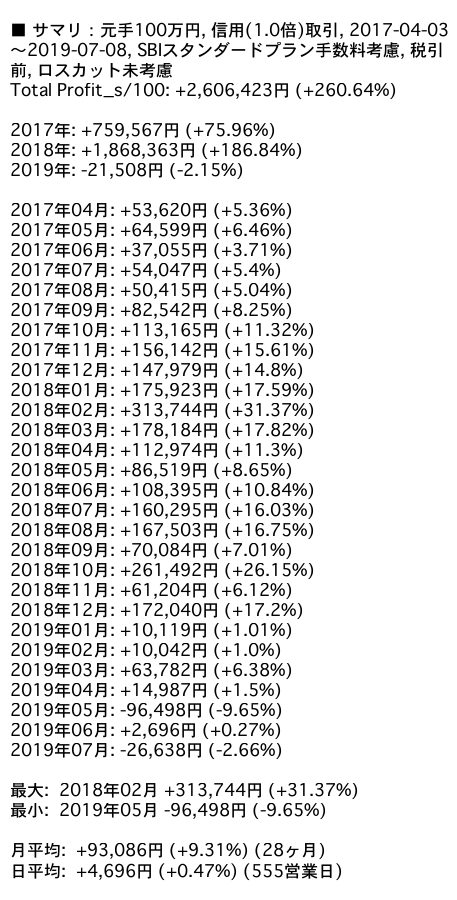 ■ サマリ：元手100万円, 信用(1.0倍)取引, 2017-04-03
〜2019-07-08, SBIスタンダードプラン手数料考慮, 税引
前, ロスカット未考慮
Total Profit_s/100: +2,606,423円 (+260.64%)
2017年: +759,567円 (+75.96%)
2018年: +1,868,363円 (+186.84%)
2019年: -21,508円 (-2.15%)
2017年04月: +53,620円 (+5.36%)
2017年05月: +64,599円 (+6.46%)
2017年06月: +37,055円 (+3.71%)
2017年07月: +54,047円 (+5.4%)
2017年08月: +50,415円 (+5.04%)
2017年09月: +82,542円 (+8.25%)
2017年10月: +113,165円 (+11.32%)
2017年11月: +156,142円 (+15.61%)
2017年12月: +147,979円 (+14.8%)
2018年01月: +175,923円 (+17.59%)
2018年02月: +313,744円 (+31.37%)
2018年03月: +178,184円 (+17.82%)
2018年04月: +112,974円 (+11.3%)
2018年05月: +86,519円 (+8.65%)
2018年06月: +108,395円 (+10.84%)
2018年07月: +160,295円 (+16.03%)
2018年08月: +167,503円 (+16.75%)
2018年09月: +70,084円 (+7.01%)
2018年10月: +261,492円 (+26.15%)
2018年11月: +61,204円 (+6.12%)
2018年12月: +172,040円 (+17.2%)
2019年01月: +10,119円 (+1.01%)
2019年02月: +10,042円 (+1.0%)
2019年03月: +63,782円 (+6.38%)
2019年04月: +14,987円 (+1.5%)
2019年05月: -96,498円 (-9.65%)
2019年06月: +2,696円 (+0.27%)
2019年07月: -26,638円 (-2.66%)
最大: 2018年02月 +313,744円 (+31.37%)
最小: 2019年05月 -96,498円 (-9.65%)
月平均: +93,086円 (+9.31%) (28ヶ月)
日平均: +4,696円 (+0.47%) (555営業日)